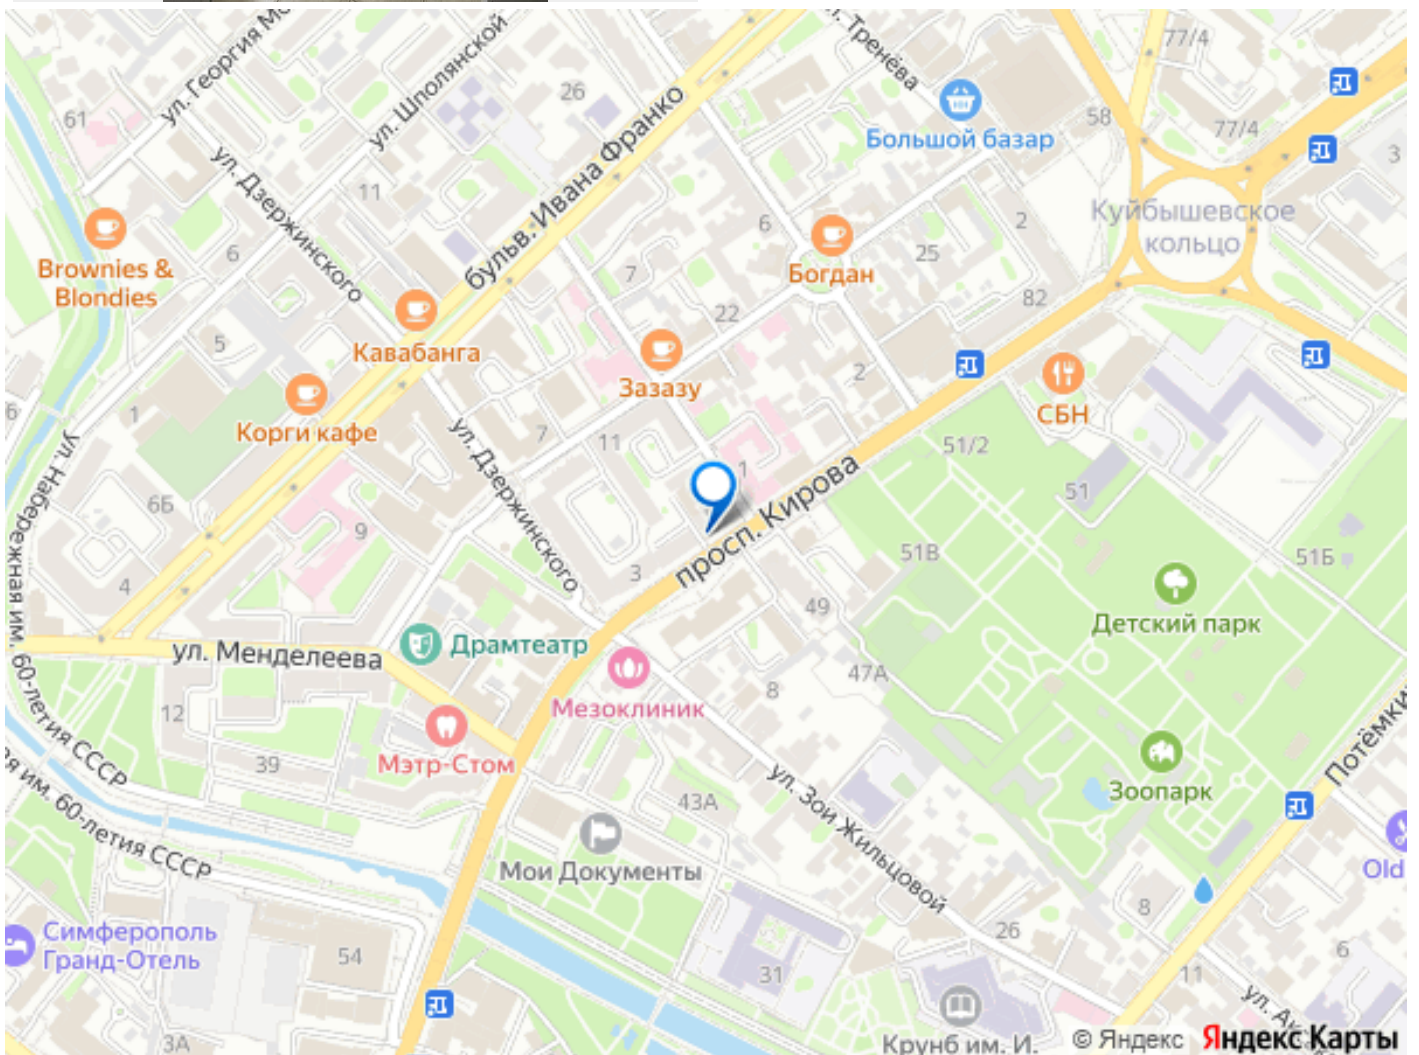 ул. Георгия Мо
ул. Шполянской
26
ул. Тренёва
77/4
Большой базар
58
77/4
3
61
ул. Дзержинского
11
бульв. Ивана Франко
6
2
Куйбышевское
кольцо
Brownies &
Blondies
6
7
Богдан
25
82
22
Кавабанга
5
Зазазу
2
СБН
6
1
Корги кафе
7
11
ул. Дзержинского
51/2
1
51
ул. Набережная им. 60-летия СССР
6Б
9
просп. Кирова
51В
51Б
4
3
49
Детский парк
ул. Менделеева
Драмтеатр
47А
8
Мезоклиник
12
39
Мэтр-Стом
43А
ул. Зои Жильцовой
Зоопарк
Потёмки
ая им. 60-летия СССР
Мои Документы
Old
8
Симферополь
Гранд-Отель
54
31
26
6
11
3А
Крунб им. И.
© Яндекс
Яндекс Карты